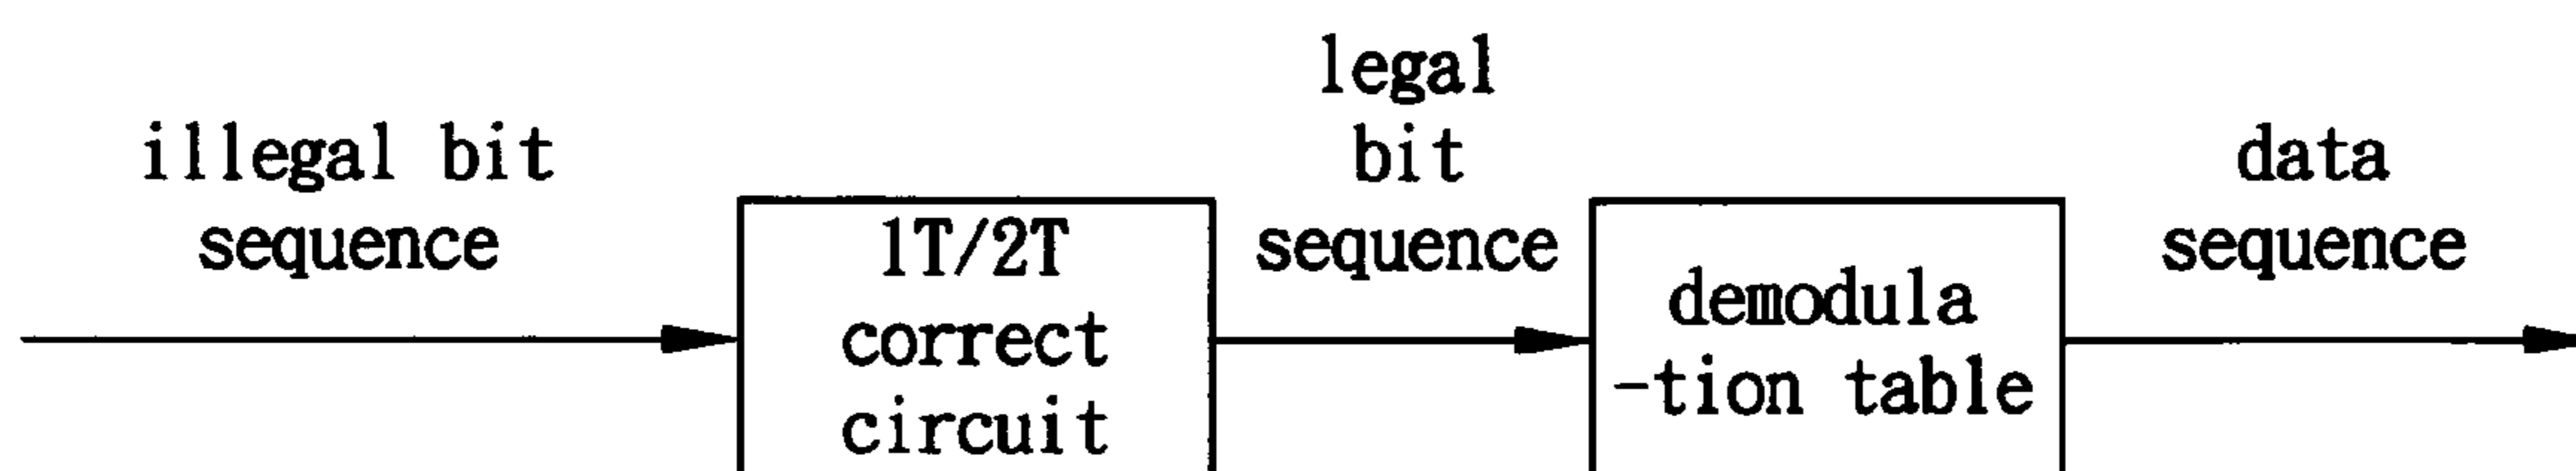 illegal bit
sequence
1T/2T
correct
circuit
legal
bit
sequence
demodula
-tion table
data
sequence